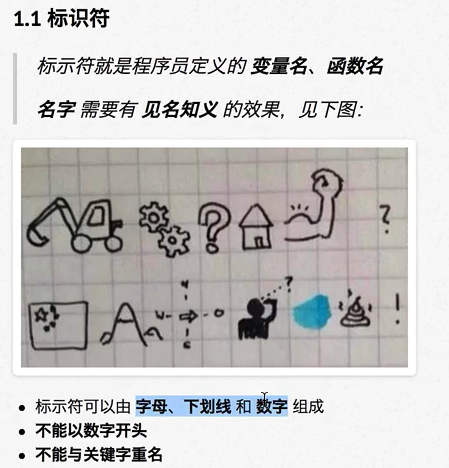 1.1 标识符
标示符就是程序员定义的 变量名、函数名
名字 需要有 见名知义 的效果，见下图：
?
!
标示符可以由 字母、下划线 和 数字 组成
不能以数字开头
不能与关键字重名